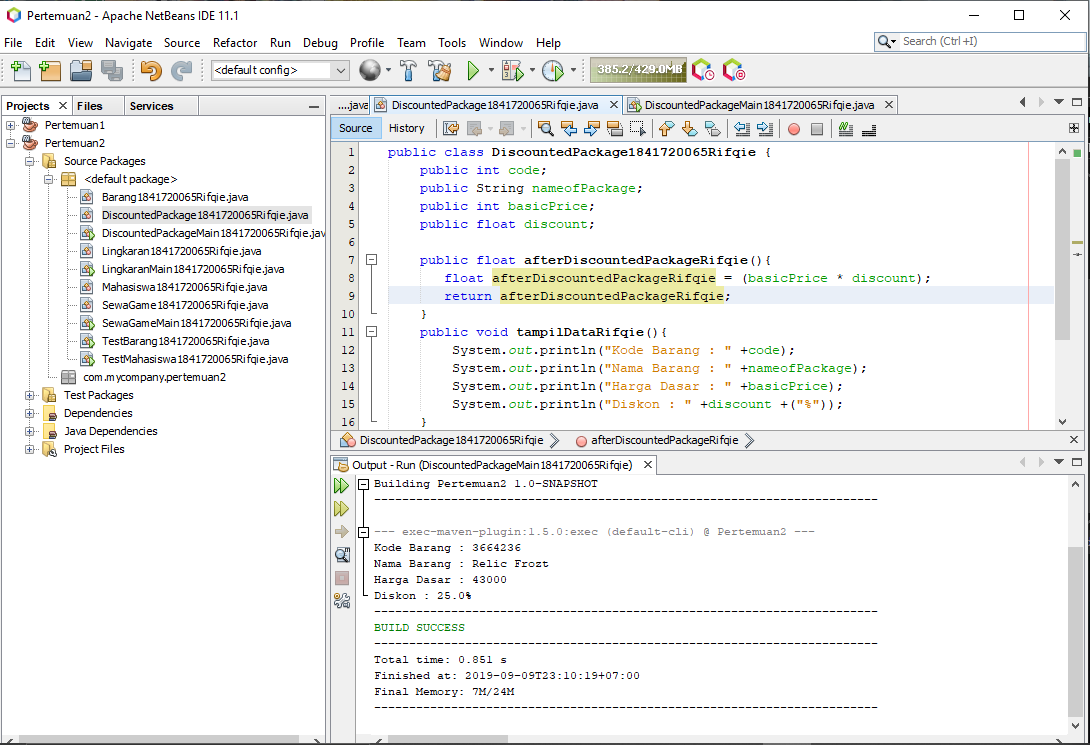 Pertemuan2 - Apache NetBeans IDE 11.1
File Edit View Navigate Source Refactor Run Debug Profile Team Tools Window Help
Search (Ctrl+I)
<default config>
385.2/429.0MB
Projects
Files
Services
Pertemuan1
Pertemuan2
Source Packages
<default package>
Barang1841720065Rifqie.java
DiscountedPackage1841720065Rifqie.java
DiscountedPackageMain1841720065Rifqie.jav
Lingkaran1841720065Rifqie.java
LingkaranMain1841720065Rifqie.java
Mahasiswa1841720065Rifqie.java
SewaGame1841720065Rifqie.java
SewaGameMain1841720065Rifqie.java
TestBarang1841720065Rifqie.java
TestMahasiswa1841720065Rifqie.java
com.mycompany.pertemuan2
Test Packages
Dependencies
Java Dependencies
Project Files
....java
DiscountedPackage1841720065Rifqie.java
DiscountedPackageMain1841720065Rifqie.java
Source
History
1 public class DiscountedPackage1841720065Rifqie {
2 public int code;
3 public String nameofPackage;
4 public int basicPrice;
5 public float discount;
6
7 public float afterDiscountedPackageRifqie(){
8 float afterDiscountedPackageRifqie = (basicPrice * discount);
9 return afterDiscountedPackageRifqie;
10 }
11 public void tampilDataRifqie(){
12 System.out.println("Kode Barang : " +code);
13 System.out.println("Nama Barang : " +nameofPackage);
14 System.out.println("Harga Dasar : " +basicPrice);
15 System.out.println("Diskon : " +discount +("%"));
16 }
DiscountedPackage1841720065Rifqie
afterDiscountedPackageRifqie
Output - Run (DiscountedPackageMain1841720065Rifqie)
Building Pertemuan2 1.0-SNAPSHOT
------------------------------------------------------------------------
--- exec-maven-plugin:1.5.0:exec (default-cli) @ Pertemuan2 ---
Kode Barang : 3664236
Nama Barang : Relic Frozt
Harga Dasar : 43000
Diskon : 25.0%
------------------------------------------------------------------------
BUILD SUCCESS
------------------------------------------------------------------------
Total time: 0.851 s
Finished at: 2019-09-09T23:10:19+07:00
Final Memory: 7M/24M
------------------------------------------------------------------------